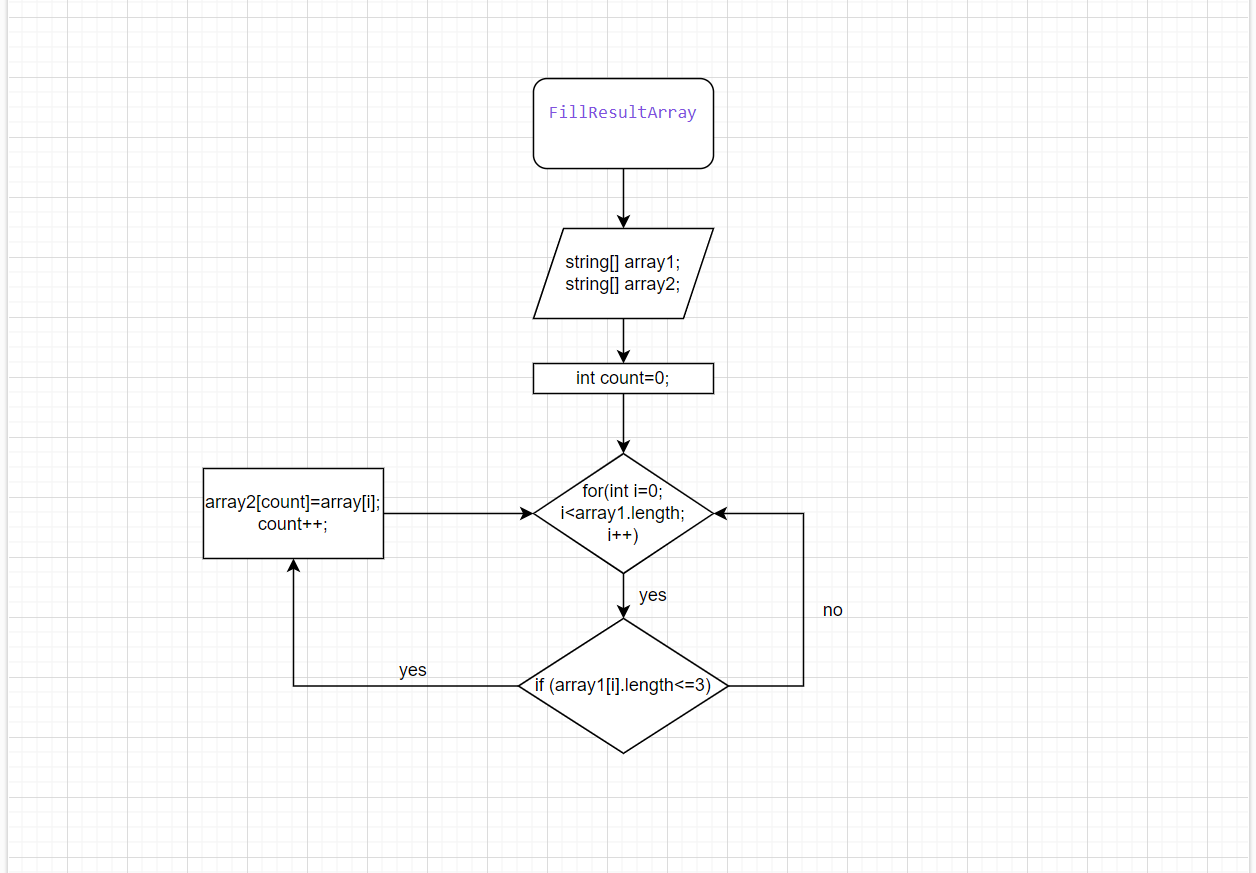 FillResultArray
string[] array1;
string[] array2;
int count=0;
for(int i=0;
i<array1.length;
i++)
array2[count]=array[i];
count++;
yes
no
yes
if (array1[i].length<=3)